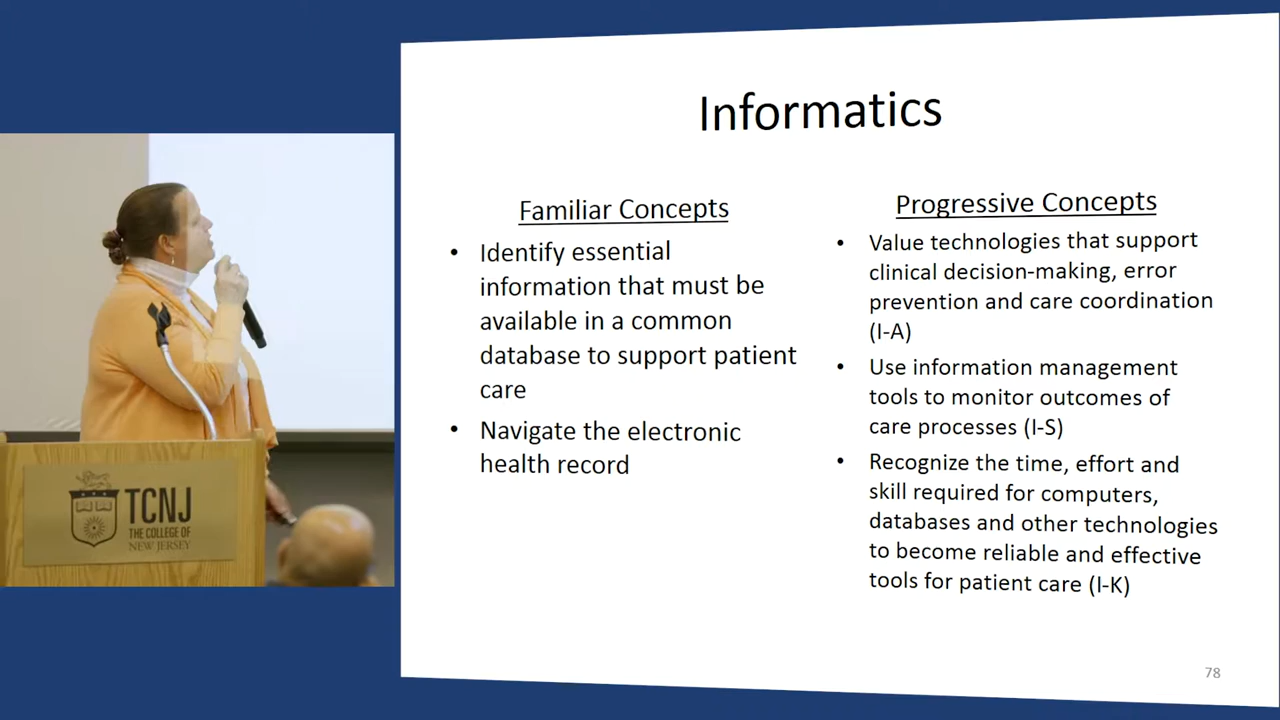 Informatics
Familiar Concepts
• Identify essential
information that must be
available in a common
database to support patient
care
• Navigate the electronic
health record
Progressive Concepts
• Value technologies that support
clinical decision-making, error
prevention and care coordination
(I-A)
• Use information management
tools to monitor outcomes of
care processes (I-S)
• Recognize the time, effort and
skill required for computers,
databases and other technologies
to become reliable and effective
tools for patient care (I-K)
78
TCNJ
THE COLLEGE OF
NEW JERSEY